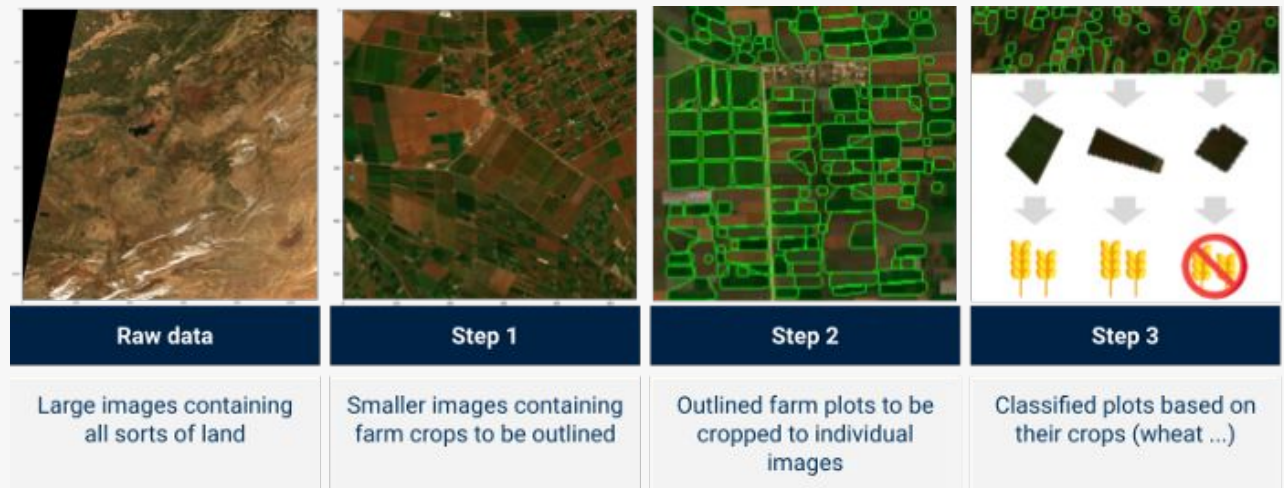 Raw data
Step 1
Step 2
Step 3
Large images containing
all sorts of land
Smaller images containing
farm crops to be outlined
Outlined farm plots to be
cropped to individual
images
Classified plots based on
their crops (wheat ...)